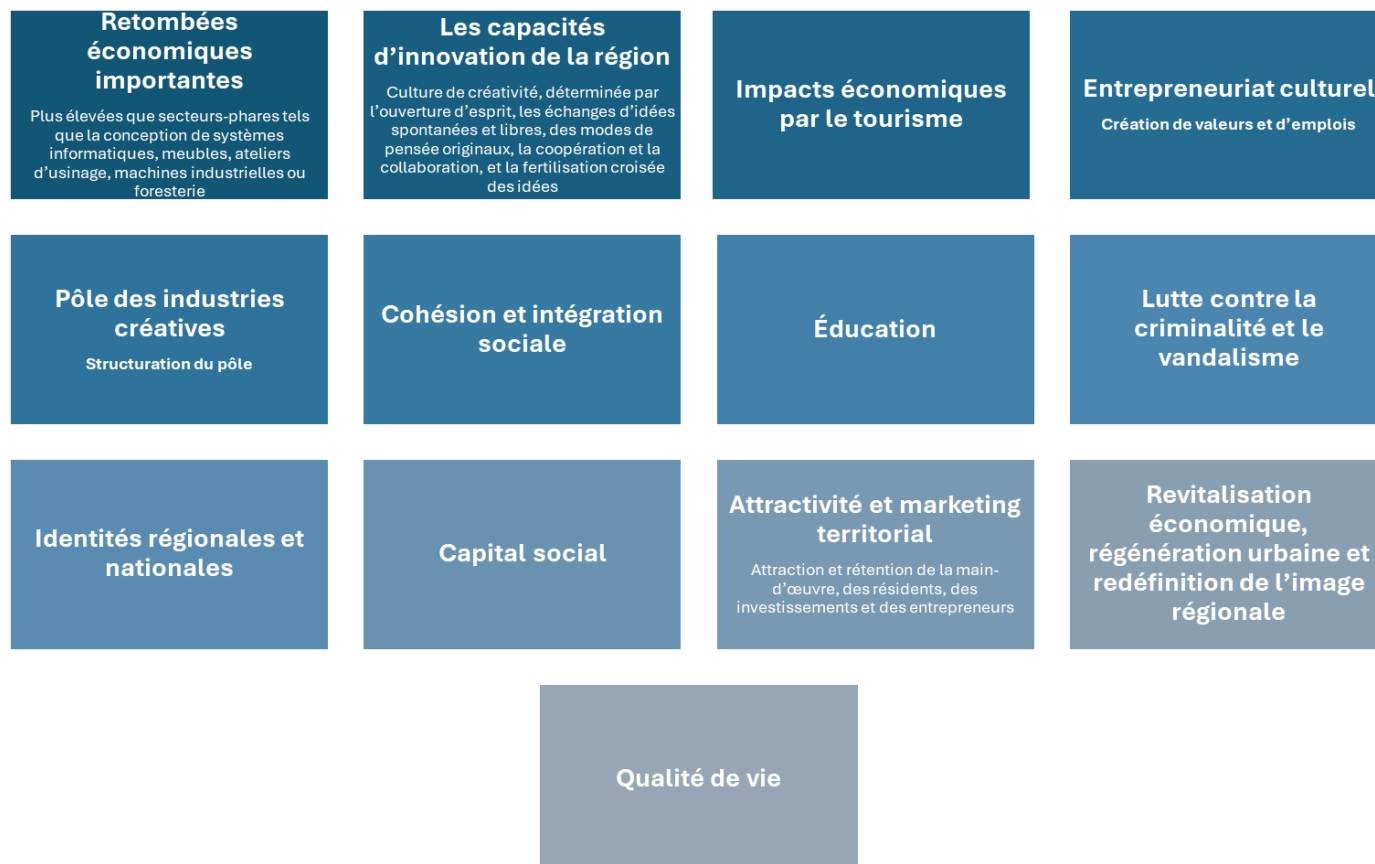 Retombées
économiques
importantes
Plus élevées que secteurs-phares tels
que la conception de systèmes
informatiques, meubles, ateliers
d’usinage, machines industrielles ou
foresterie
Les capacités
d’innovation de la région
Culture de créativité, déterminée par
l’ouverture d’esprit, les échanges d’idées
spontanées et libres, des modes de
pensée originaux, la coopération et la
collaboration, et la fertilisation croisée
des idées
Impacts économiques
par le tourisme
Entrepreneuriat culturel
Création de valeurs et d’emplois
Pôle des industries
créatives
Structuration du pôle
Cohésion et intégration
sociale
Éducation
Lutte contre la
criminalité et le
vandalisme
Identités régionales et
nationales
Capital social
Attractivité et marketing
territorial
Attraction et rétention de la main-
d’œuvre, des résidents, des
investissements et des entrepreneurs
Revitalisation
économique,
régénération urbaine et
redéfinition de l’image
régionale
Qualité de vie